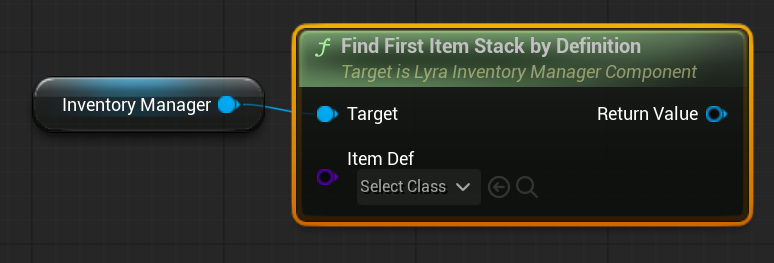 Find First Item Stack by Definition
Target is Lyra Inventory Manager Component
Inventory Manager
Target
Return Value
Item Def
Select Class